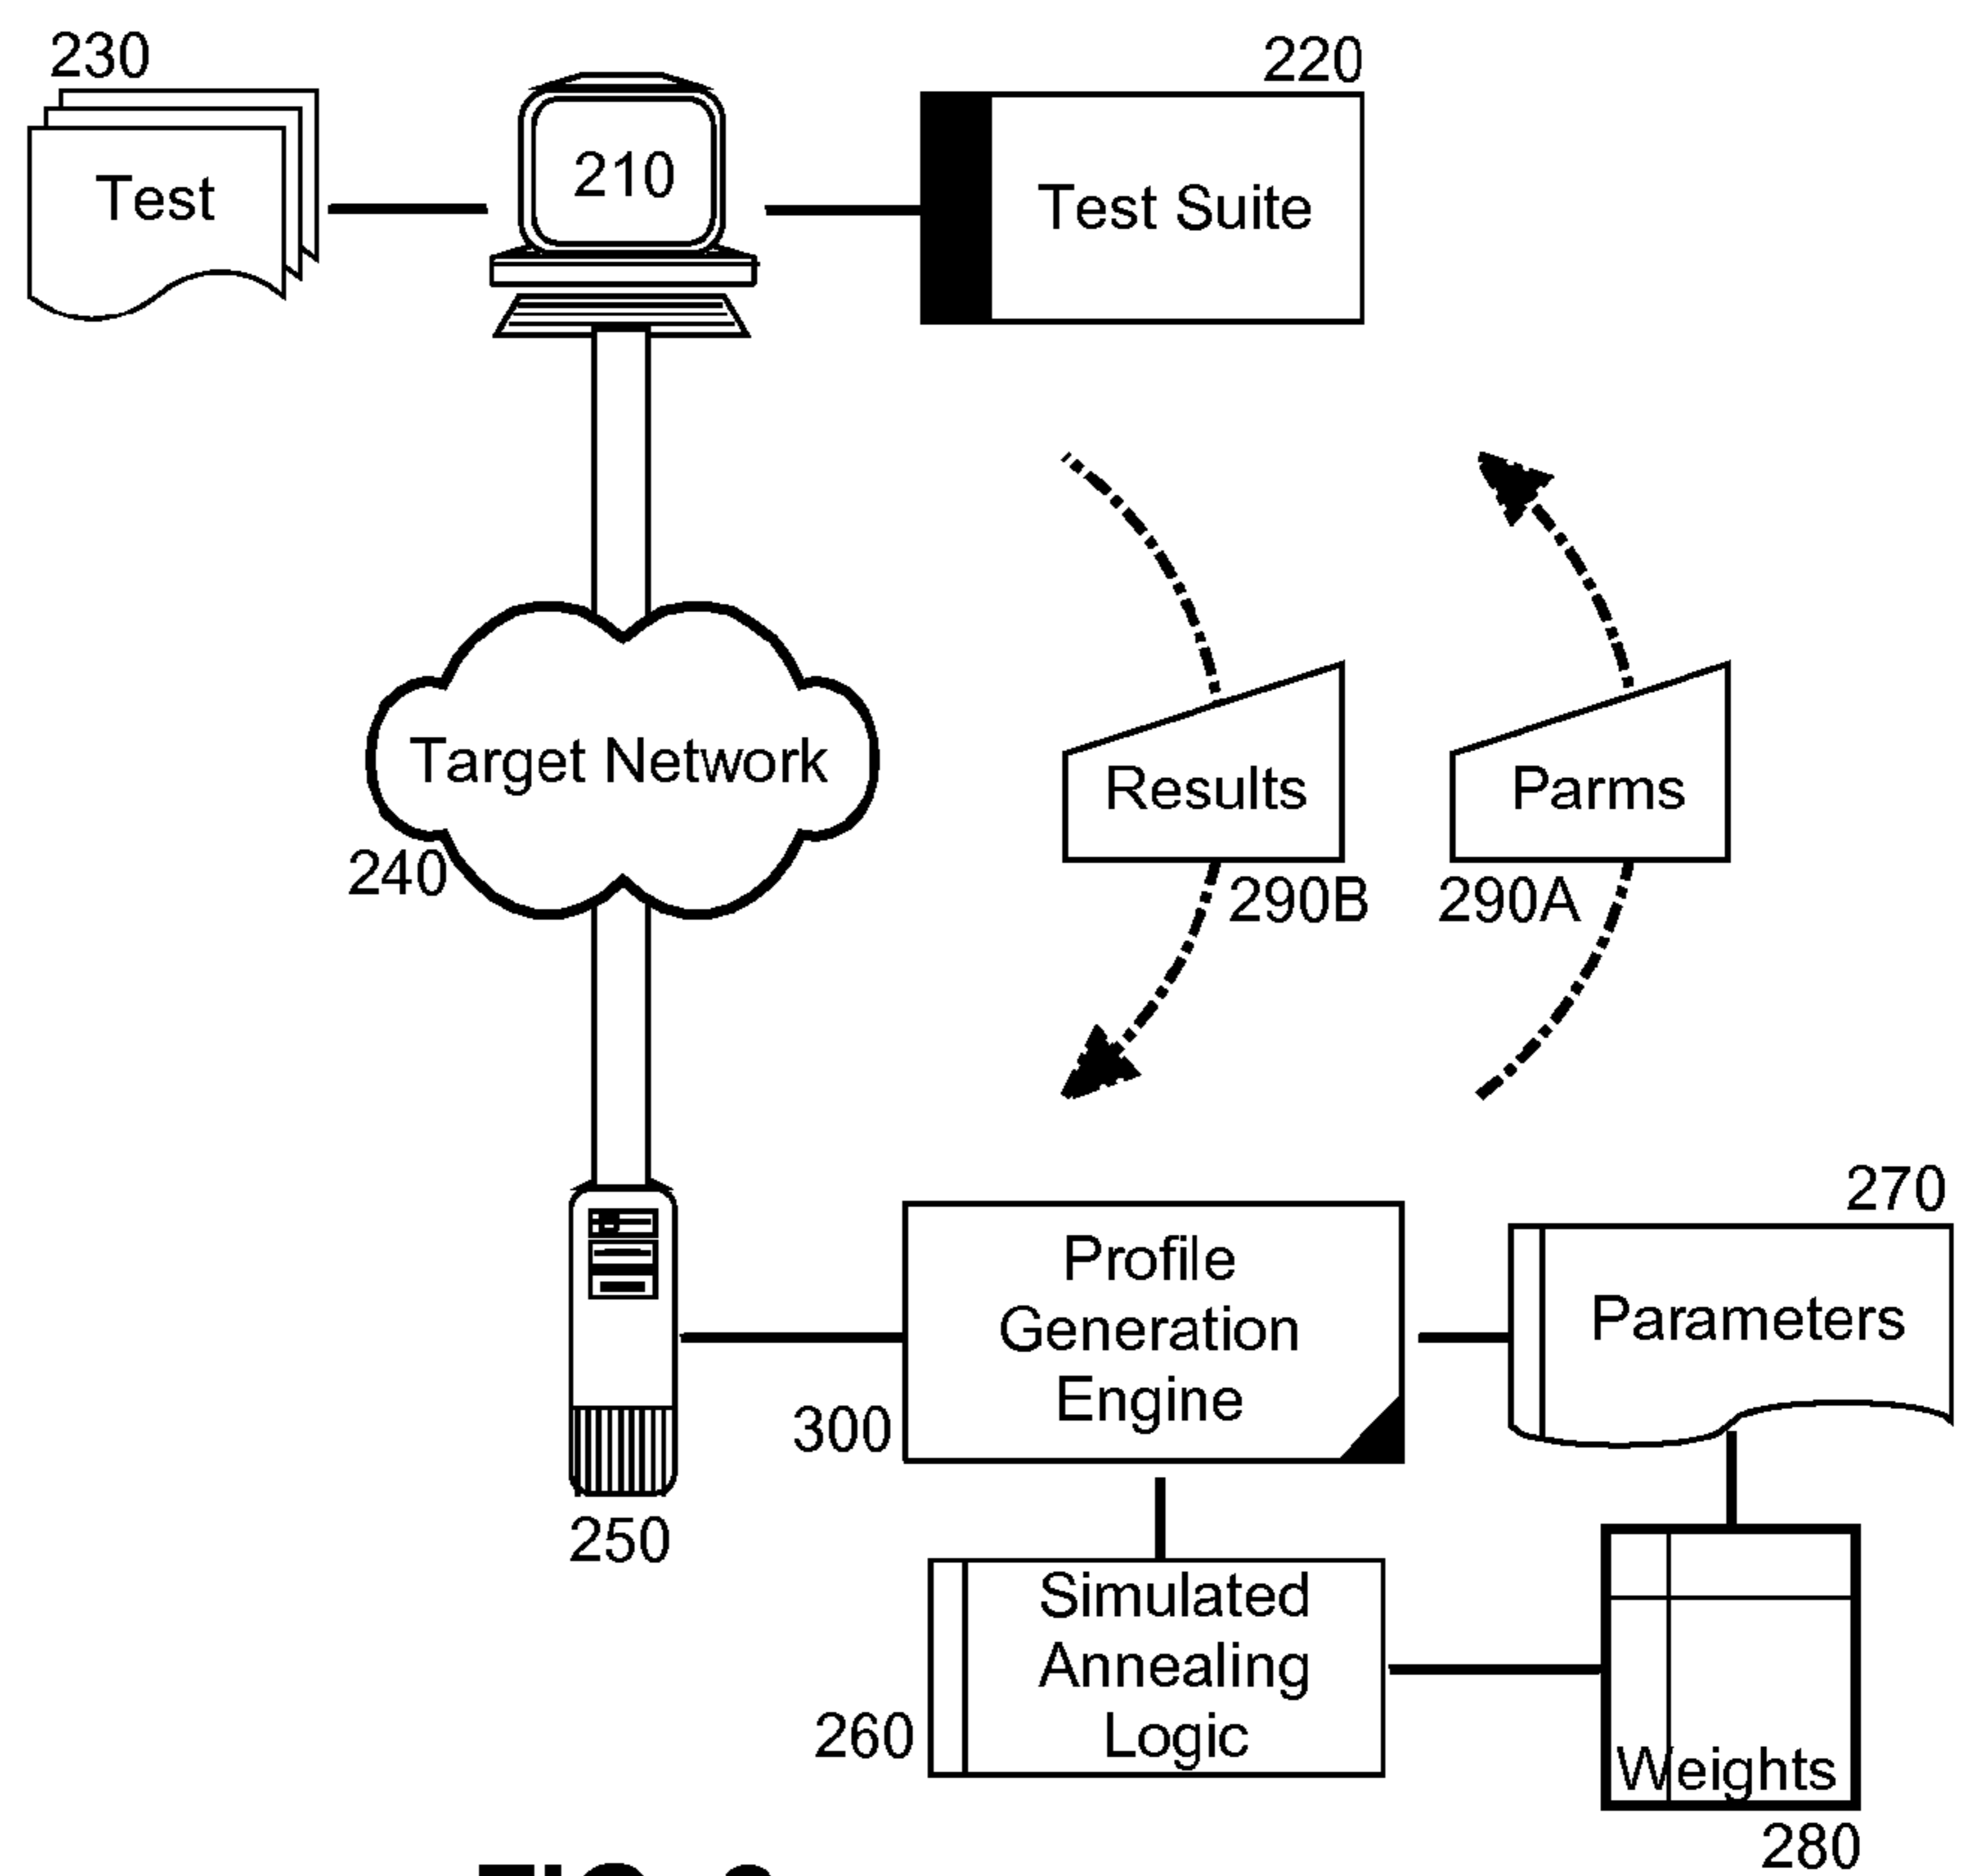 230
220
210
Test
Test Suite
Target Network
Results
Parms
240
290B
290A
270
Profile
Generation
Engine
Parameters
300
250
Simulated
Annealing
Logic
260
Weights
280